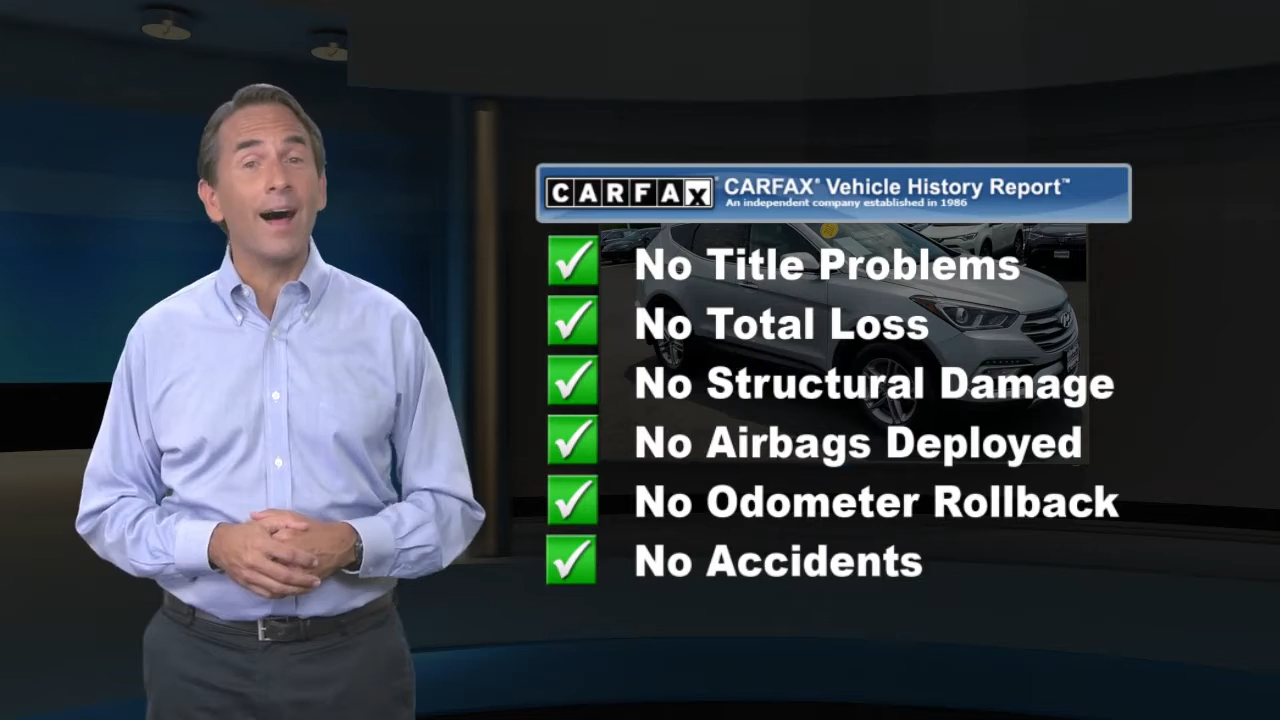 CARFAX® CARFAX® Vehicle History Report™
An independent company established in 1986
No Title Problems
No Total Loss
No Structural Damage
No Airbags Deployed
No Odometer Rollback
No Accidents